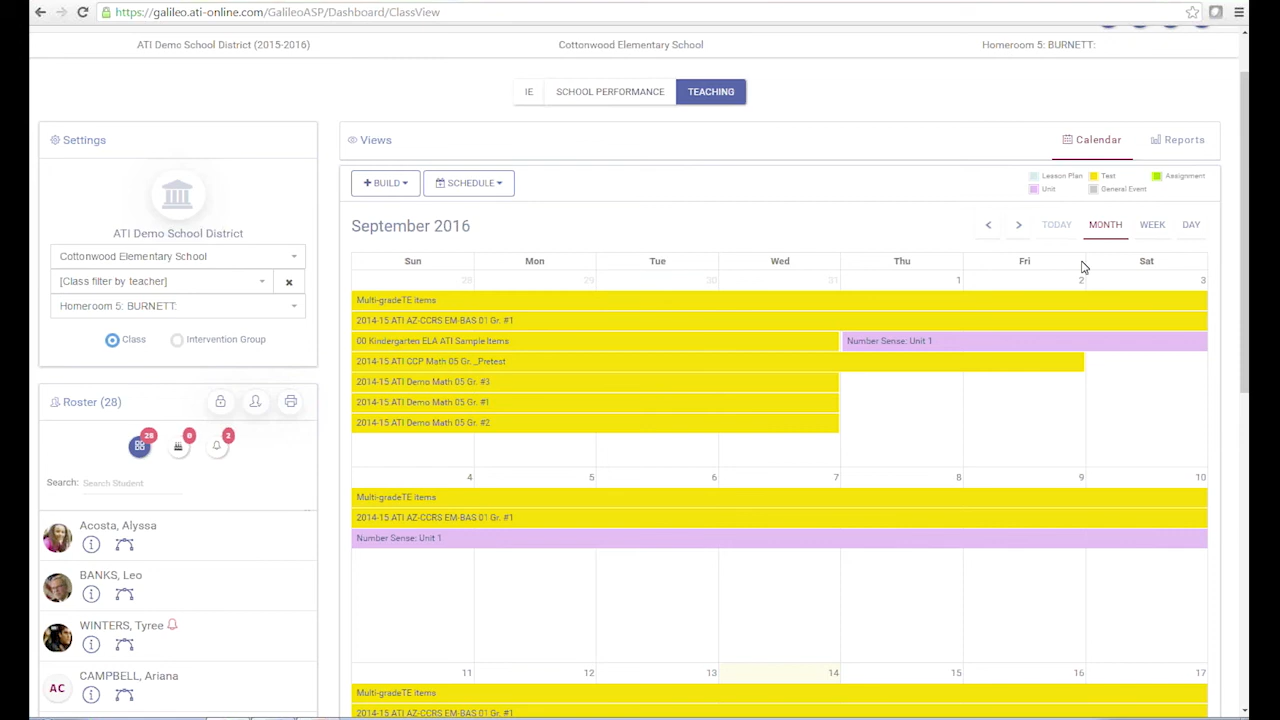 https://galileo.ati-online.com/GalileoASP/Dashboard/ClassView
ATI Demo School District (2015-2016)
Cottonwood Elementary School
Homeroom 5: BURNETT:
IE
SCHOOL PERFORMANCE
TEACHING
Settings
ATI Demo School District
Cottonwood Elementary School
[Class filter by teacher]
Homeroom 5: BURNETT:
Class
Intervention Group
Roster (28)
28
0
2
Search: Search Student
Acosta, Alyssa
BANKS, Leo
WINTERS, Tyree
AC
CAMPBELL, Ariana
Views
Calendar
Reports
BUILD
SCHEDULE
Lesson Plan
Test
Assignment
Unit
General Event
September 2016
TODAY
MONTH
WEEK
DAY
Sun Mon Tue Wed Thu Fri Sat
28 29 30 31 1 2 3
Multi-gradeTE items
2014-15 ATI AZ-CCRS EM-BAS 01 Gr. #1
00 Kindergarten ELA ATI Sample Items
Number Sense: Unit 1
2014-15 ATI CCP Math 05 Gr. _Pretest
2014-15 ATI Demo Math 05 Gr. #3
2014-15 ATI Demo Math 05 Gr. #1
2014-15 ATI Demo Math 05 Gr. #2
4 5 6 7 8 9 10
Multi-gradeTE items
2014-15 ATI AZ-CCRS EM-BAS 01 Gr. #1
Number Sense: Unit 1
11 12 13 14 15 16 17
Multi-gradeTE items
2014-15 ATI AZ-CCRS EM-BAS 01 Gr. #1